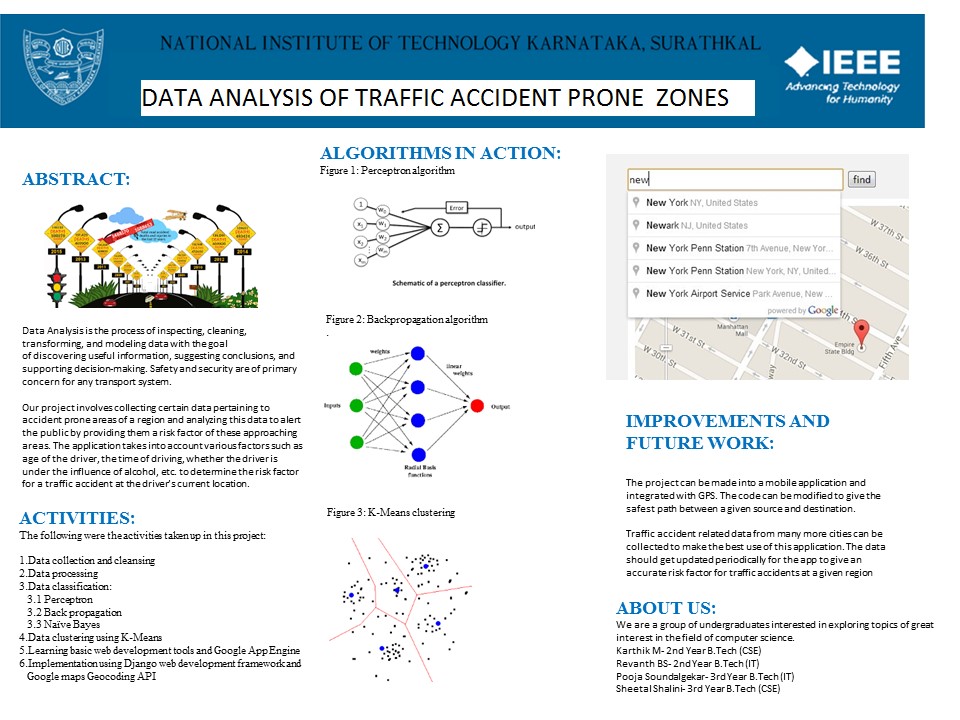 NATIONAL INSTITUTE OF TECHNOLOGY KARNATAKA, SURATHKAL
IEEE
Advancing Technology
for Humanity
DATA ANALYSIS OF TRAFFIC ACCIDENT PRONE ZONES
ABSTRACT:
Data Analysis is the process of inspecting, cleaning,
transforming, and modeling data with the goal
of discovering useful information, suggesting conclusions, and
supporting decision-making. Safety and security are of primary
concern for any transport system.
Our project involves collecting certain data pertaining to
accident prone areas of a region and analyzing this data to alert
the public by providing them a risk factor of these approaching
areas. The application takes into account various factors such as
age of the driver, the time of driving, whether the driver is
under the influence of alcohol, etc. to determine the risk factor
for a traffic accident at the driver's current location.
ACTIVITIES:
The following were the activities taken up in this project:
1.Data collection and cleansing
2.Data processing
3.Data classification:
3.1 Perceptron
3.2 Back propagation
3.3 Naïve Bayes
4.Data clustering using K-Means
5.Learning basic web development tools and Google App Engine
6.Implementation using Django web development framework and
Google maps Geocoding API
ALGORITHMS IN ACTION:
Figure 1: Perceptron algorithm
1
w₀
x₁
w₁
x₂
w₂
xₘ
wₘ
Error
Σ
output
Schematic of a perceptron classifier.
Figure 2: Backpropagation algorithm
.
weights
linear
weights
Inputs
Output
Radial Basis
functions
Figure 3: K-Means clustering
new
find
New York NY, United States
Newark NJ, United States
New York Penn Station 7th Avenue, New Yor...
New York Penn Station New York, NY, United...
New York Airport Service Park Avenue, New ...
powered by Google
W 37th St
W 36th St
W 31st St
Manhattan
Mall
W 30th St
W 32nd St
Empire
State Bldg
Fifth Ave
IMPROVEMENTS AND
FUTURE WORK:
The project can be made into a mobile application and
integrated with GPS. The code can be modified to give the
safest path between a given source and destination.
Traffic accident related data from many more cities can be
collected to make the best use of this application. The data
should get updated periodically for the app to give an
accurate risk factor for traffic accidents at a given region
ABOUT US:
We are a group of undergraduates interested in exploring topics of great
interest in the field of computer science.
Karthik M- 2nd Year B.Tech (CSE)
Revanth BS- 2nd Year B.Tech (IT)
Pooja Soundalgekar- 3rd Year B.Tech (IT)
Sheetal Shalini- 3rd Year B.Tech (CSE)